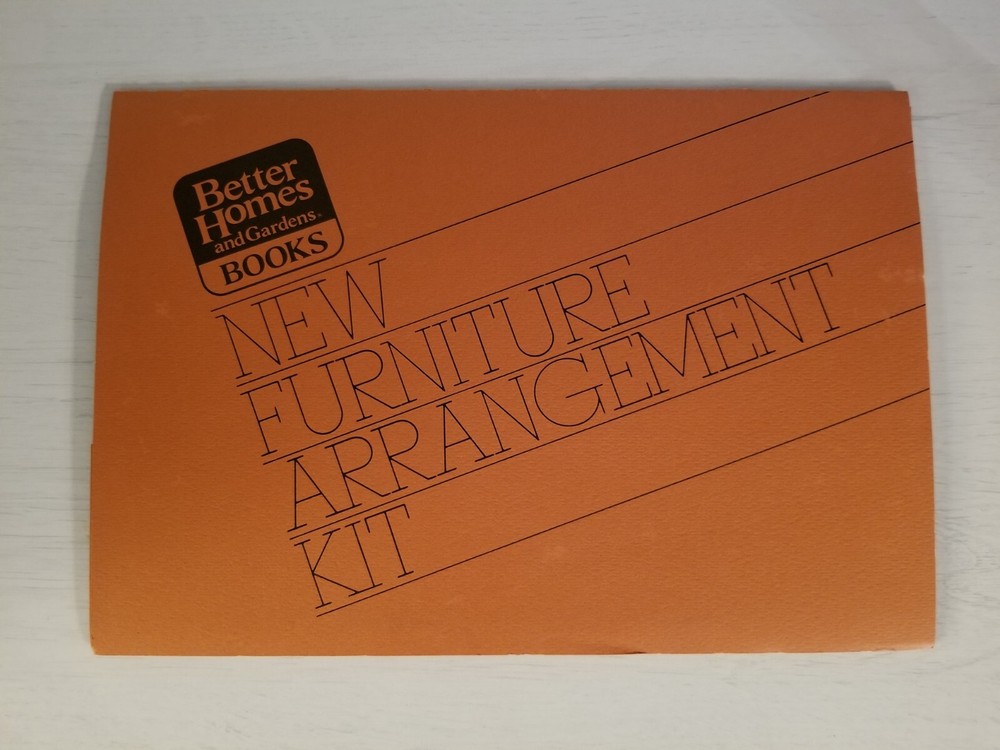 Better
Homes
and Gardens®
BOOKS
NEW
FURNITURE
ARRANGEMENT
KIT